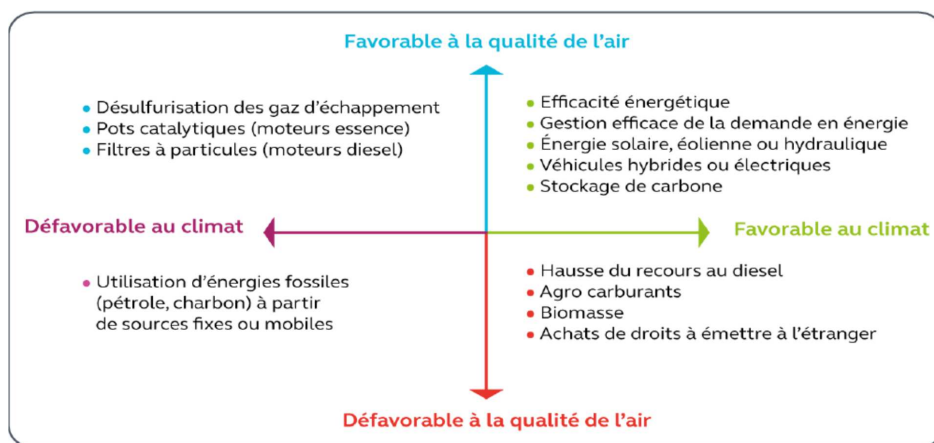 Favorable à la qualité de l'air
• Désulfurisation des gaz d'échappement
• Pots catalytiques (moteurs essence)
• Filtres à particules (moteurs diesel)
• Efficacité énergétique
• Gestion efficace de la demande en énergie
• Énergie solaire, éolienne ou hydraulique
• Véhicules hybrides ou électriques
• Stockage de carbone
Défavorable au climat
Favorable au climat
• Utilisation d'énergies fossiles
(pétrole, charbon) à partir
de sources fixes ou mobiles
• Hausse du recours au diesel
• Agro carburants
• Biomasse
• Achats de droits à émettre à l'étranger
Défavorable à la qualité de l'air